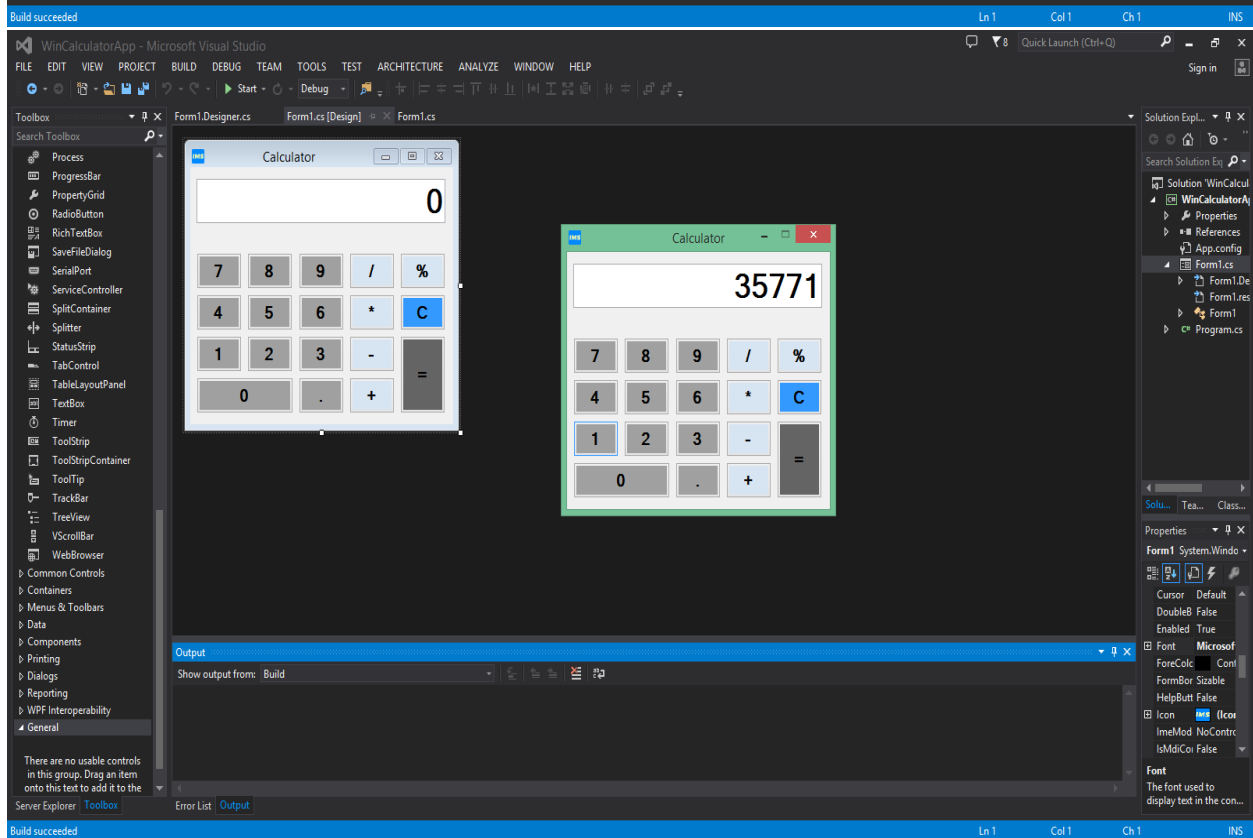 Build succeeded Ln 1 Col 1 Ch 1 INS
WinCalculatorApp - Microsoft Visual Studio 8 Quick Launch (Ctrl+Q)
FILE EDIT VIEW PROJECT BUILD DEBUG TEAM TOOLS TEST ARCHITECTURE ANALYZE WINDOW HELP Sign in
Start Debug
Toolbox
Search Toolbox
Process
ProgressBar
PropertyGrid
RadioButton
RichTextBox
SaveFileDialog
SerialPort
ServiceController
SplitContainer
Splitter
StatusStrip
TabControl
TableLayoutPanel
TextBox
Timer
ToolStrip
ToolStripContainer
ToolTip
TrackBar
TreeView
VScrollBar
WebBrowser
Common Controls
Containers
Menus & Toolbars
Data
Components
Printing
Dialogs
Reporting
WPF Interoperability
General
There are no usable controls
in this group. Drag an item
onto this text to add it to the
Server Explorer Toolbox
Form1.Designer.cs Form1.cs [Design] Form1.cs
IMS Calculator
0
7 8 9 / %
4 5 6 * C
1 2 3 - =
0 . +
IMS Calculator
35771
7 8 9 / %
4 5 6 * C
1 2 3 - =
0 . +
Output
Show output from: Build
Error List Output
Solution Expl...
Search Solution Ex
Solution 'WinCalcul
WinCalculatorA
Properties
References
App.config
Form1.cs
Form1.De
Form1.res
Form1
Program.cs
Solu... Tea... Class...
Properties
Form1 System.Windo
Cursor Default
DoubleB False
Enabled True
Font Microsof
ForeColc Cont
FormBor Sizable
HelpButt False
Icon IMS (Icon
ImeMod NoContro
IsMdiCon False
Font
The font used to
display text in the con...
Build succeeded Ln 1 Col 1 Ch 1 INS